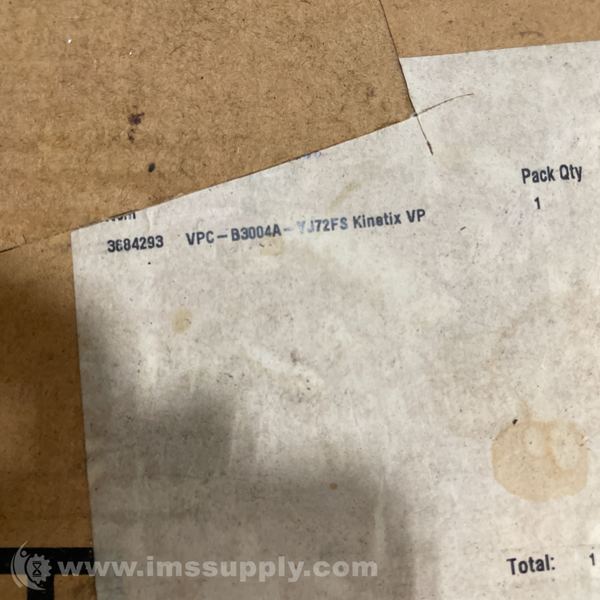 Pack Qty
1
3684293 VPC-B3004A-YJ72FS Kinetix VP
Total: 1
www.imssupply.com